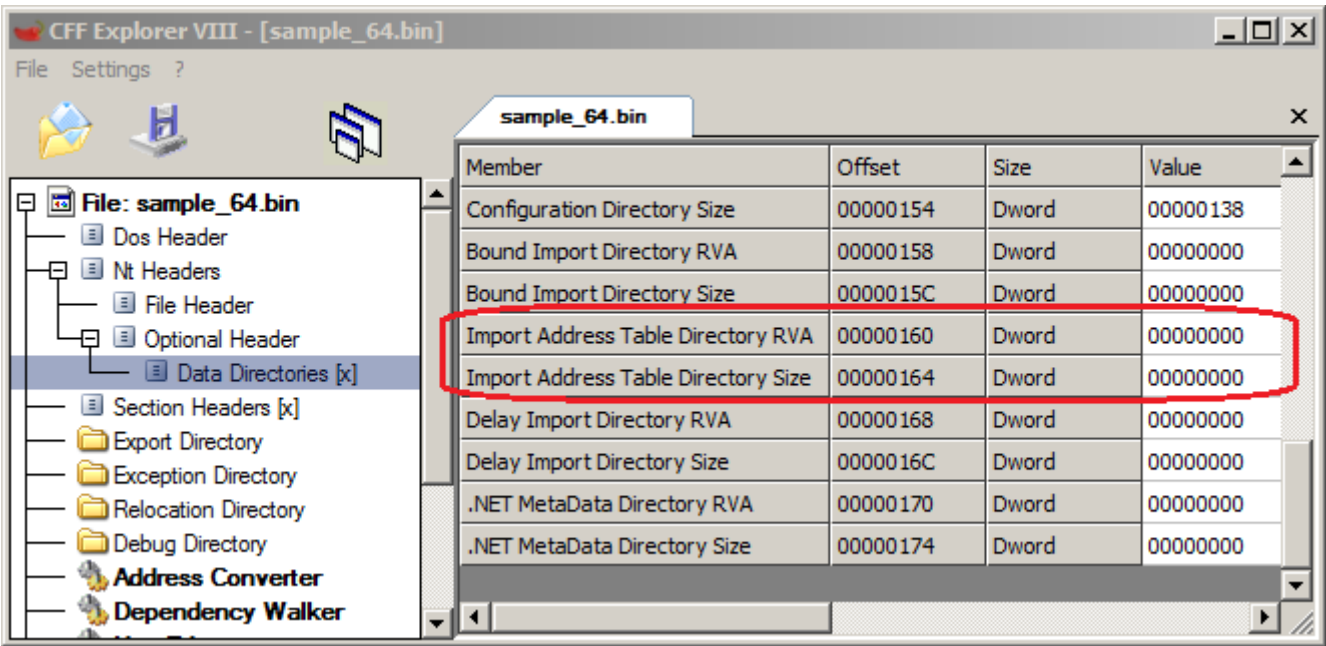 CFF Explorer VIII - [sample_64.bin]
File Settings ?
sample_64.bin
Member Offset Size Value
Configuration Directory Size 00000154 Dword 00000138
Bound Import Directory RVA 00000158 Dword 00000000
Bound Import Directory Size 0000015C Dword 00000000
Import Address Table Directory RVA 00000160 Dword 00000000
Import Address Table Directory Size 00000164 Dword 00000000
Delay Import Directory RVA 00000168 Dword 00000000
Delay Import Directory Size 0000016C Dword 00000000
.NET MetaData Directory RVA 00000170 Dword 00000000
.NET MetaData Directory Size 00000174 Dword 00000000
File: sample_64.bin
Dos Header
Nt Headers
File Header
Optional Header
Data Directories [x]
Section Headers [x]
Export Directory
Exception Directory
Relocation Directory
Debug Directory
Address Converter
Dependency Walker